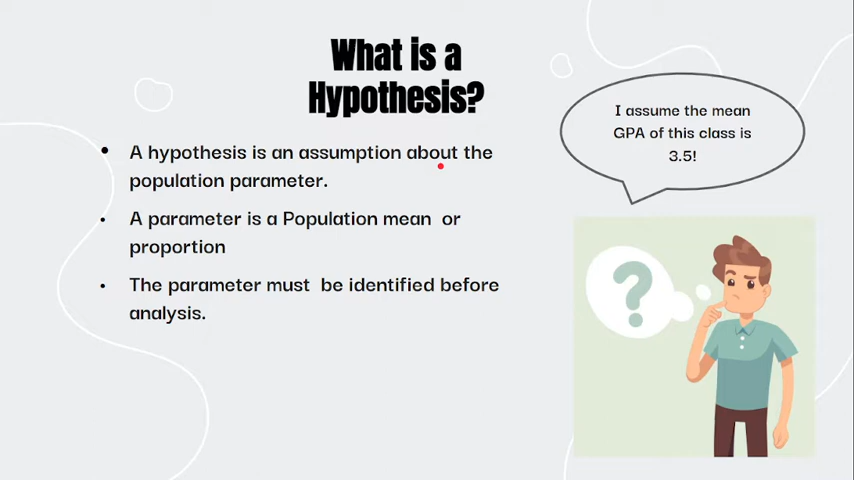 What is a
Hypothesis?
• A hypothesis is an assumption about the
population parameter.
• A parameter is a Population mean  or
proportion
• The parameter must  be identified before
analysis.
I assume the mean
GPA of this class is
3.5!
?